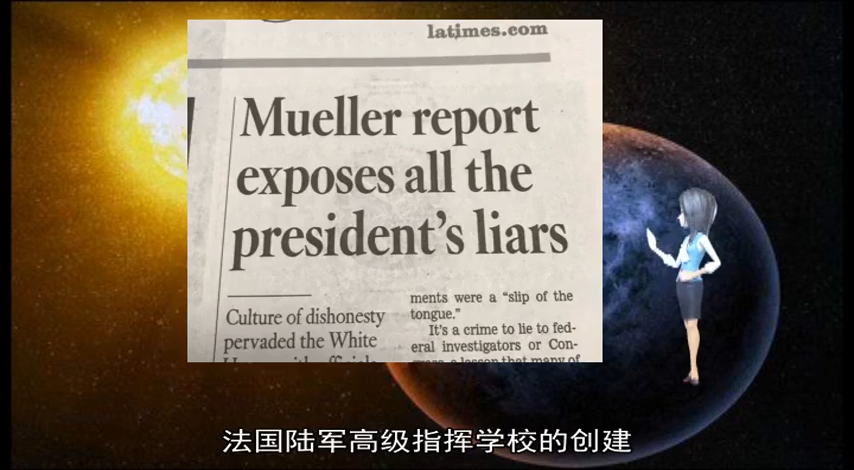 latimes.com
Mueller report
exposes all the
president's liars
Culture of dishonesty
pervaded the White
ments were a “slip of the
tongue.”
It's a crime to lie to fed-
eral investigators or Con-
法国陆军高级指挥学校的创建